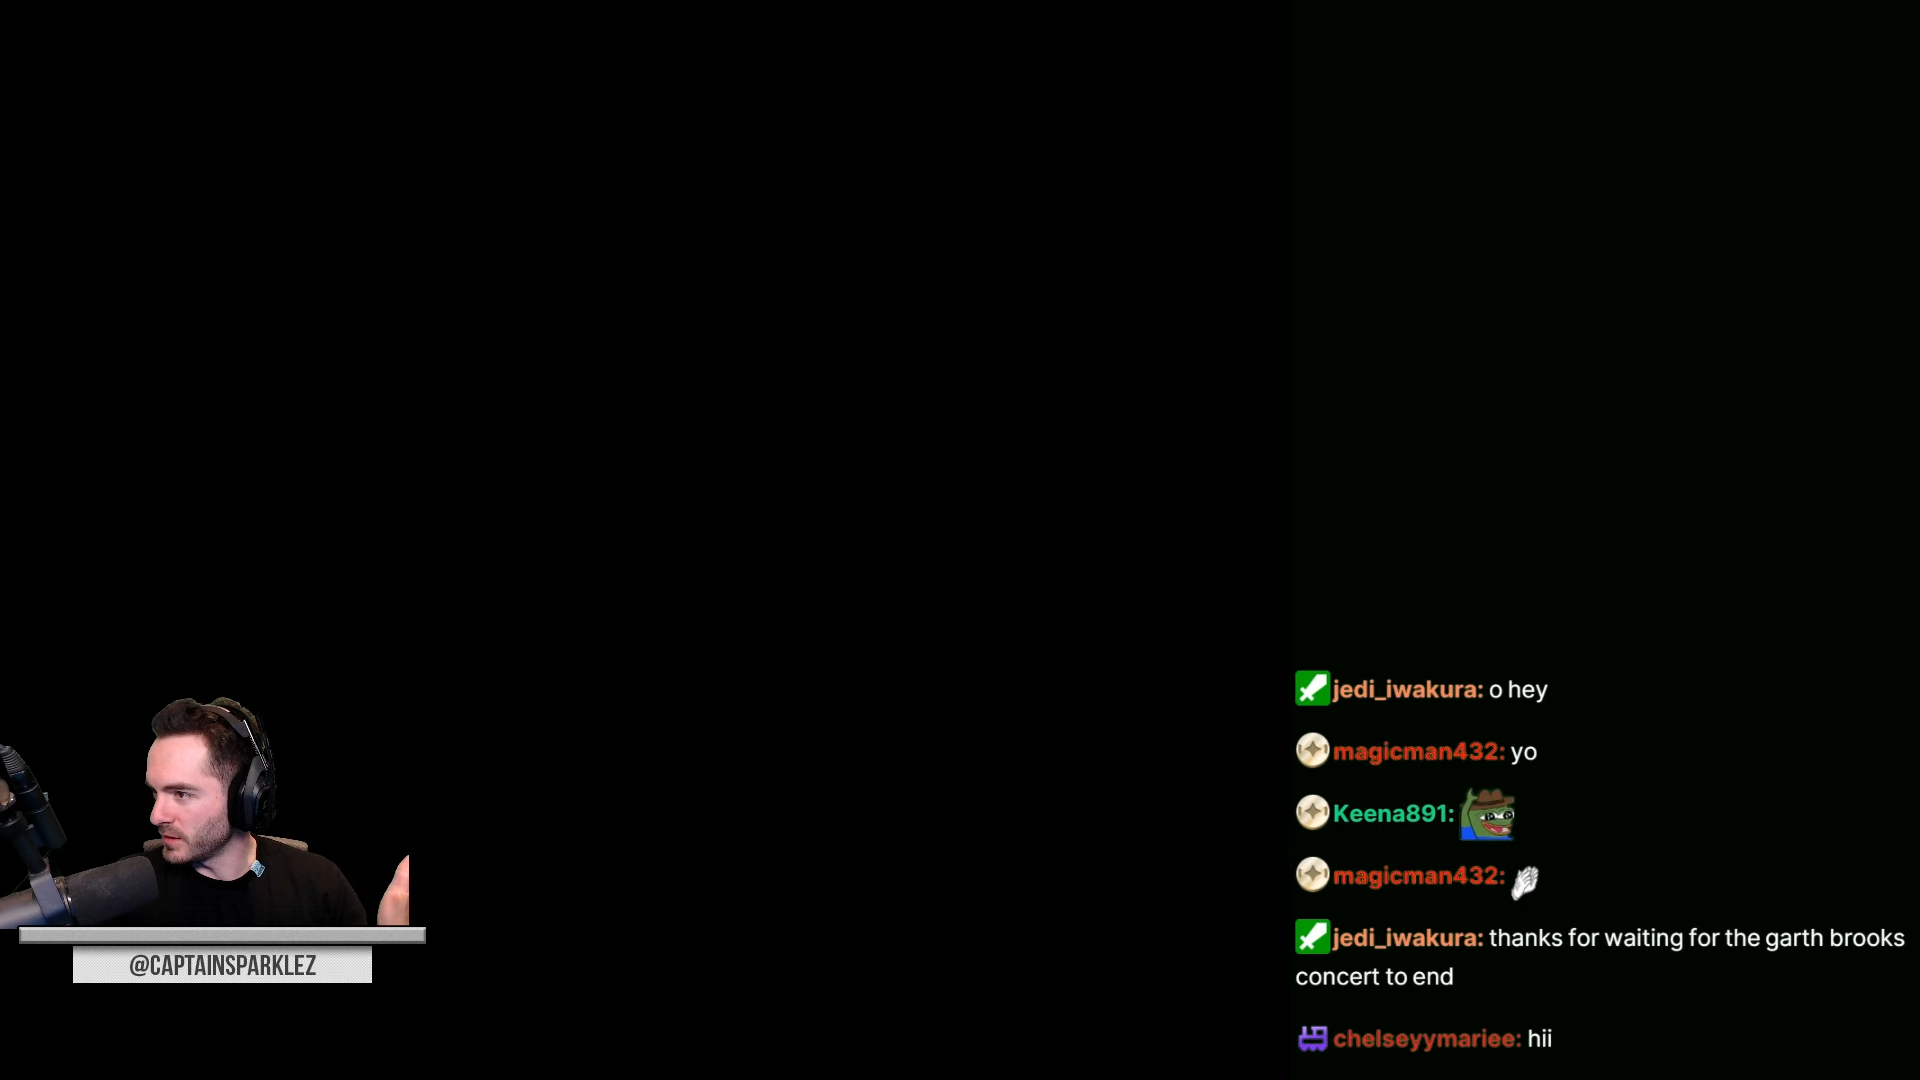 jedi_iwakura: o hey
magicman432: yo
Keena891:
magicman432:
jedi_iwakura: thanks for waiting for the garth brooks
concert to end
chelseyymariee: hii
@CAPTAINSPARKLEZ